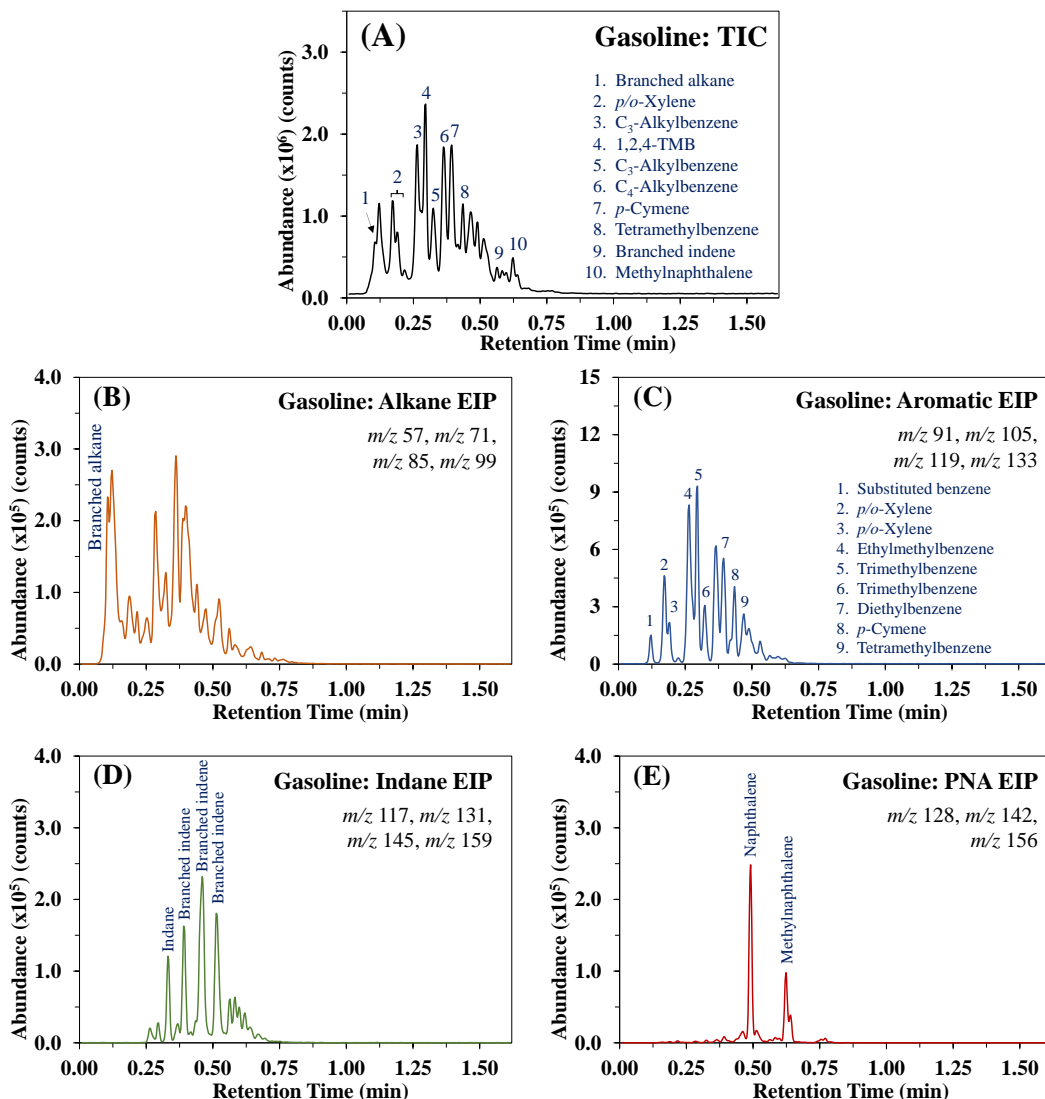 (A)
Gasoline: TIC
1. Branched alkane
2. p/o-Xylene
3. C₃-Alkylbenzene
4. 1,2,4-TMB
5. C₃-Alkylbenzene
6. C₄-Alkylbenzene
7. p-Cymene
8. Tetramethylbenzene
9. Branched indene
10. Methylnaphthalene
1
2
3
4
5
6
7
8
9
10
Abundance (x10⁶) (counts)
3.0
2.0
1.0
0.0
0.00 0.25 0.50 0.75 1.00 1.25 1.50
Retention Time (min)
(B)
Gasoline: Alkane EIP
m/z 57, m/z 71,
m/z 85, m/z 99
Branched alkane
Abundance (x10⁵) (counts)
4.0
3.0
2.0
1.0
0.0
0.00 0.25 0.50 0.75 1.00 1.25 1.50
Retention Time (min)
(C)
Gasoline: Aromatic EIP
m/z 91, m/z 105,
m/z 119, m/z 133
1. Substituted benzene
2. p/o-Xylene
3. p/o-Xylene
4. Ethylmethylbenzene
5. Trimethylbenzene
6. Trimethylbenzene
7. Diethylbenzene
8. p-Cymene
9. Tetramethylbenzene
1
2
3
4
5
6
7
8
9
Abundance (x10⁵) (counts)
15
12
9
6
3
0
0.00 0.25 0.50 0.75 1.00 1.25 1.50
Retention Time (min)
(D)
Gasoline: Indane EIP
m/z 117, m/z 131,
m/z 145, m/z 159
Indane
Branched indene
Branched indene
Branched indene
Abundance (x10⁵) (counts)
4.0
3.0
2.0
1.0
0.0
0.00 0.25 0.50 0.75 1.00 1.25 1.50
Retention Time (min)
(E)
Gasoline: PNA EIP
m/z 128, m/z 142,
m/z 156
Naphthalene
Methylnaphthalene
Abundance (x10⁵) (counts)
4.0
3.0
2.0
1.0
0.0
0.00 0.25 0.50 0.75 1.00 1.25 1.50
Retention Time (min)